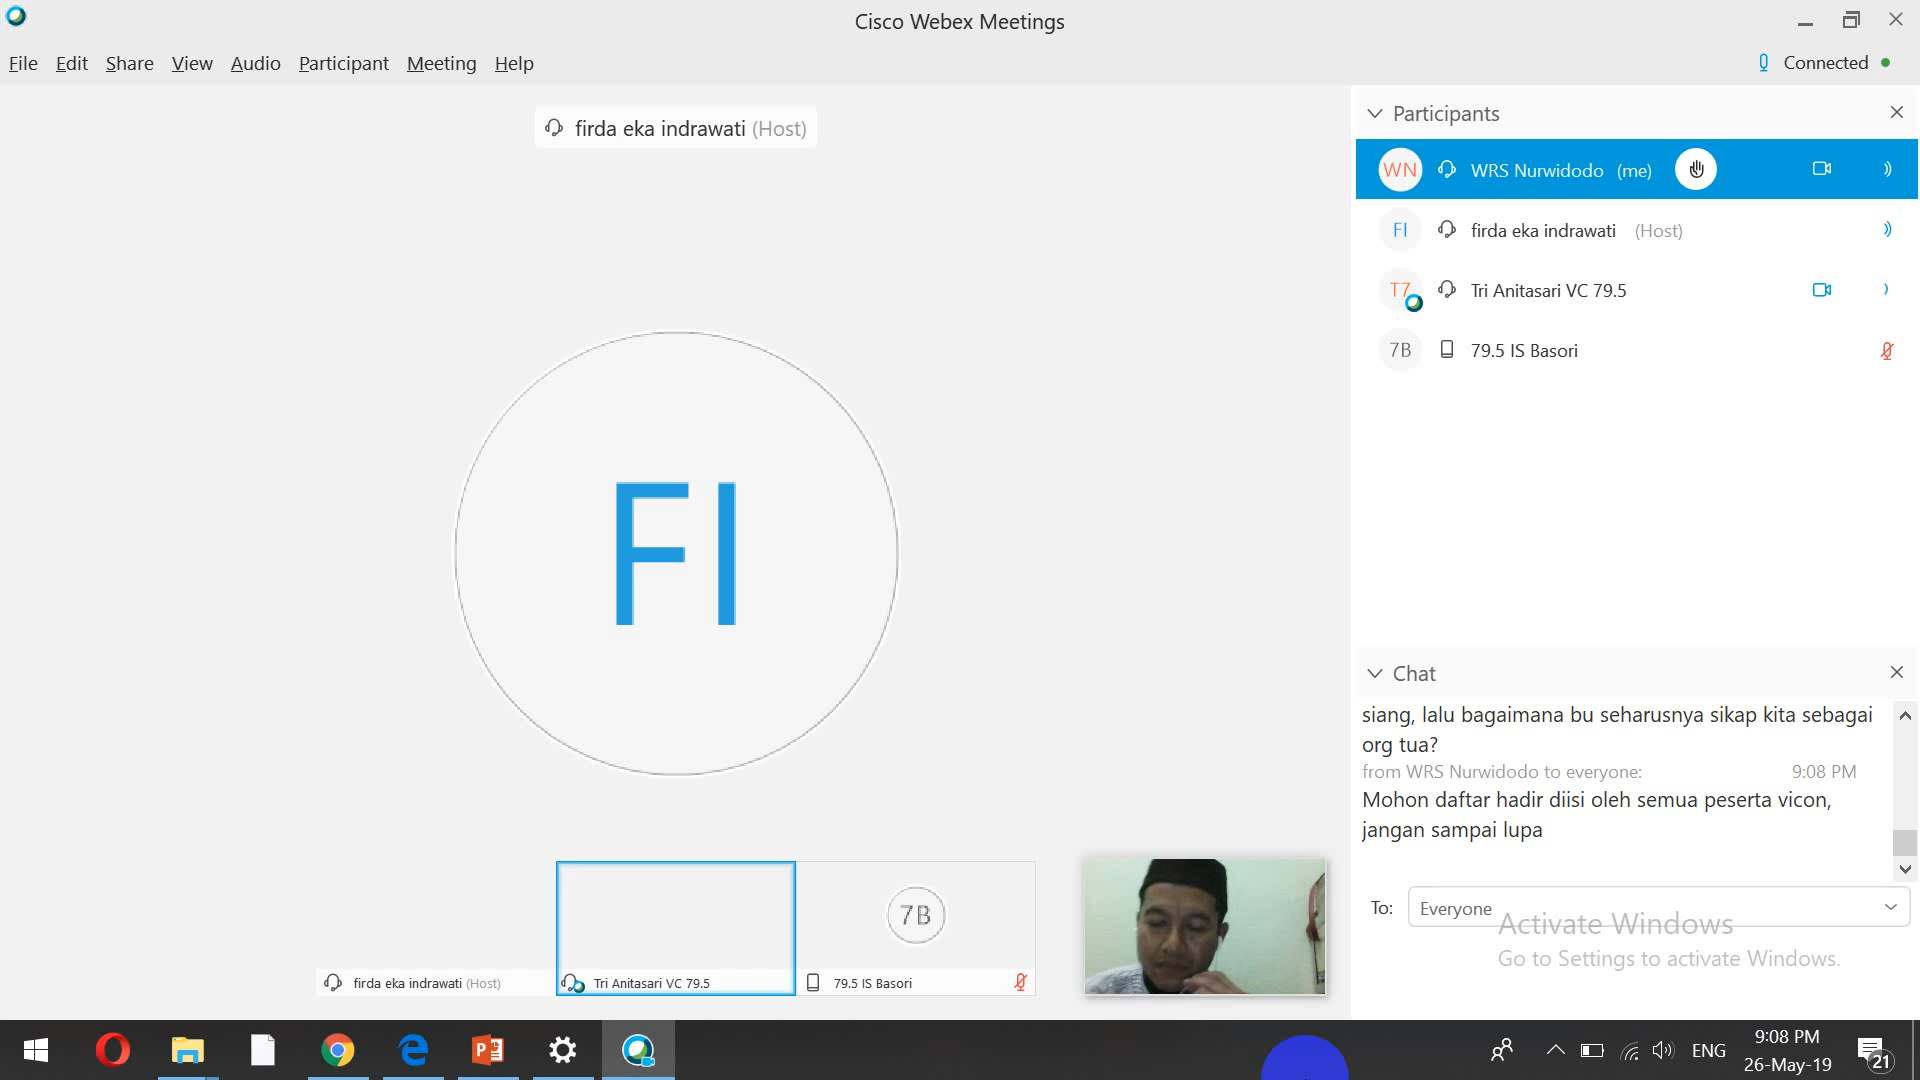 Cisco Webex Meetings
File Edit Share View Audio Participant Meeting Help
Connected
firda eka indrawati (Host)
FI
firda eka indrawati (Host)
Tri Anitasari VC 79.5
7B
79.5 IS Basori
Participants
WN WRS Nurwidodo (me)
FI firda eka indrawati (Host)
T7 Tri Anitasari VC 79.5
7B 79.5 IS Basori
Chat
siang, lalu bagaimana bu seharusnya sikap kita sebagai
org tua?
from WRS Nurwidodo to everyone: 9:08 PM
Mohon daftar hadir diisi oleh semua peserta vicon,
jangan sampai lupa
To: Everyone
Activate Windows
Go to Settings to activate Windows.
ENG
9:08 PM
26-May-19
21